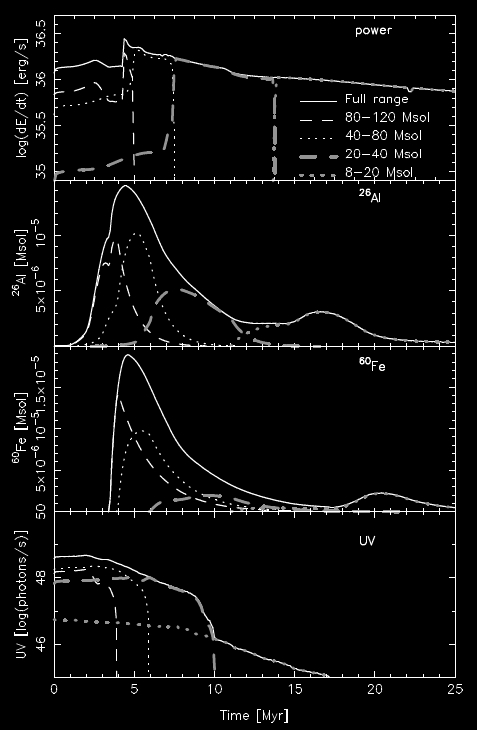 power
log(dE/dt) [erg/s]
36.5
36
35.5
35
Full range
80-120 Msol
40-80 Msol
20-40 Msol
8-20 Msol
²⁶Al
²⁶Al [Msol]
10⁻⁵
5×10⁻⁶
⁶⁰Fe
⁶⁰Fe [Msol]
1.5×10⁻⁵
10⁻⁵
5×10⁻⁶
UV
UV [log(photons/s)]
50
48
46
0 5 10 15 20 25
Time [Myr]